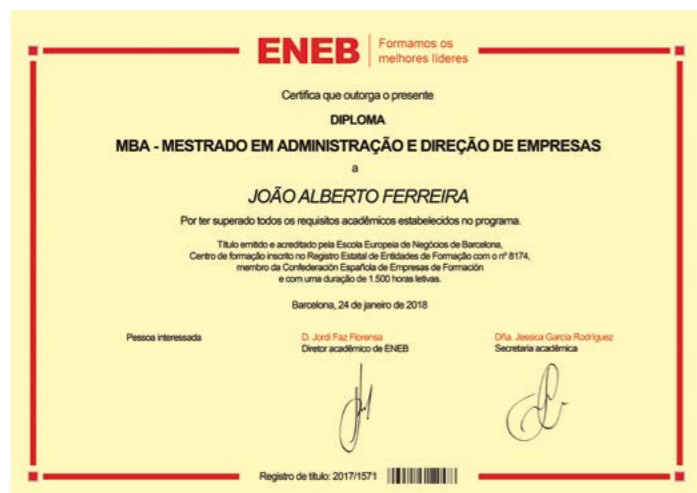 ENEB
Formamos os
melhores líderes
Certifica que outorga o presente
DIPLOMA
MBA - MESTRADO EM ADMINISTRAÇÃO E DIREÇÃO DE EMPRESAS
a
JOÃO ALBERTO FERREIRA
Por ter superado todos os requisitos acadêmicos estabelecidos no programa.
Título emitido e acreditado pela Escola Europeia de Negócios de Barcelona,
Centro de formação inscrito no Registro Estatal de Entidades de Formação com o nº 8174,
membro da Confederación Española de Empresas de Formación
e com uma duração de 1.500 horas letivas.
Barcelona, 24 de janeiro de 2018
Pessoa interessada
D. Jordi Faz Florensa
Diretor acadêmico de ENEB
Dña. Jessica García Rodríguez
Secretaria acadêmica
Registro de título: 2017/1571